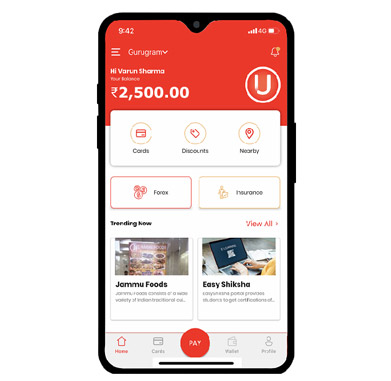 9:42
4G
Gurugram
Hi Varun Sharma
Your Balance
₹2,500.00
U
Cards
Discounts
Nearby
Forex
Insurance
Trending Now
View All >
Jammu Foods
Easy Shiksha
Jammu Foods consists of a wide
variety of Indian traditional cui...
Easyshiksha portal provides
students to get certifications of...
Home
Cards
PAY
Wallet
Profile